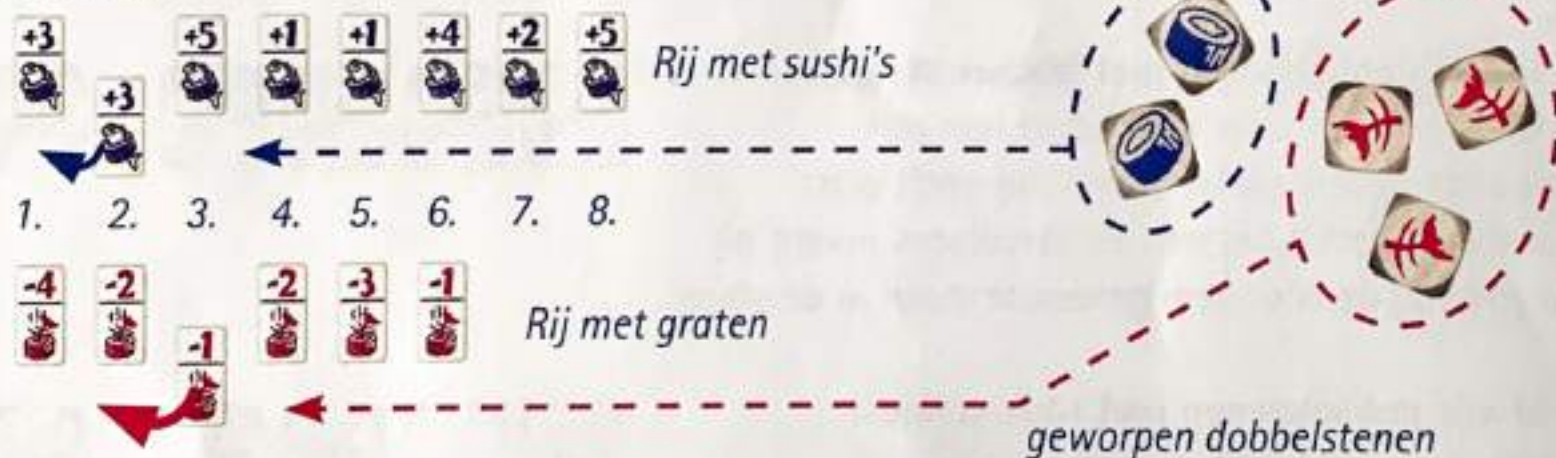 +3 +5 +1 +1 +4 +2 +5
+3
Rij met sushi's
1. 2. 3. 4. 5. 6. 7. 8.
-4 -2 -2 -3 -1
-1
Rij met graten
geworpen dobbelstenen